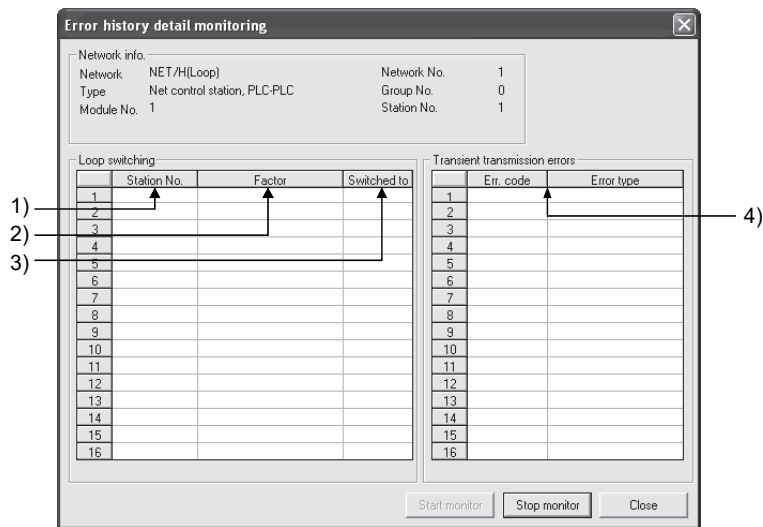 Error history detail monitoring
Network info.
Network NET/H(Loop) Network No. 1
Type Net control station, PLC-PLC Group No. 0
Module No. 1 Station No. 1
Loop switching Transient transmission errors
Station No. Factor Switched to Err. code Error type
1 1
1)
2 2
4)
2)
3 3
4 4
3)
5 5
6 6
7 7
8 8
9 9
10 10
11 11
12 12
13 13
14 14
15 15
16 16
Start monitor Stop monitor Close